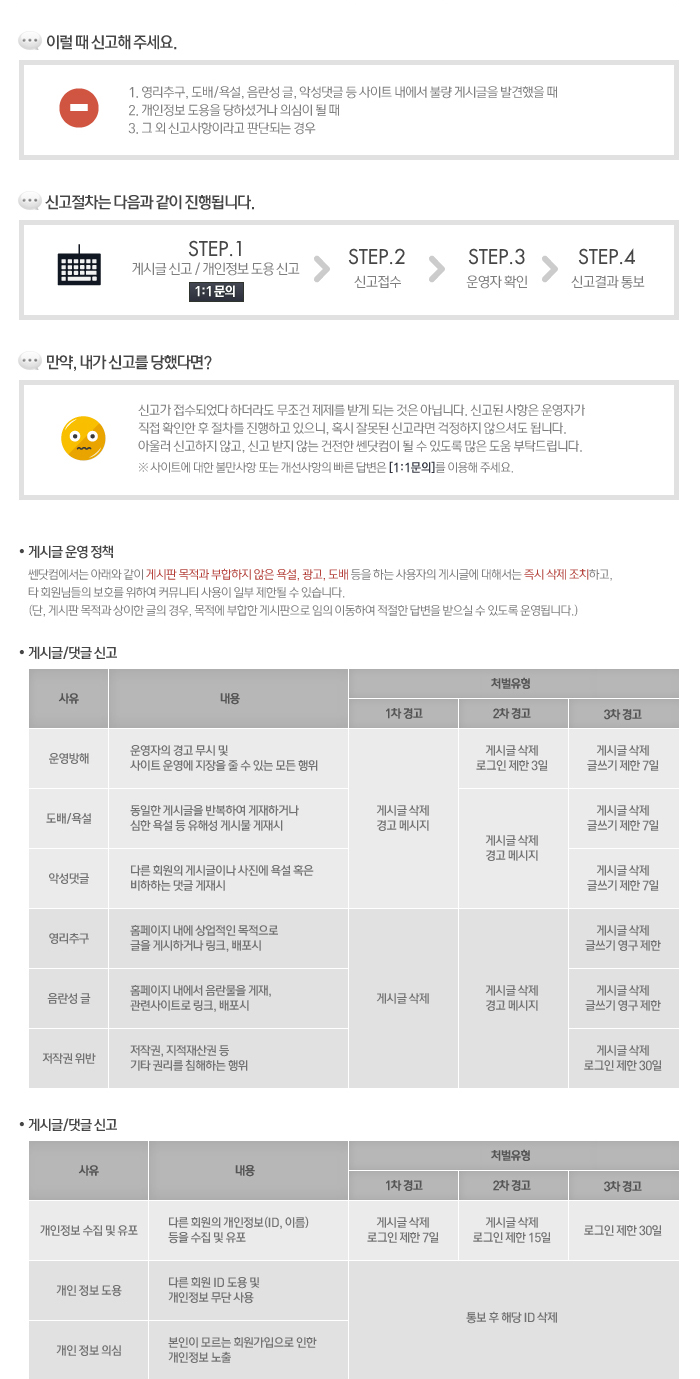 이럴 때 신고해 주세요.
1. 영리추구, 도배/욕설, 음란성 글, 악성댓글 등 사이트 내에서 불량 게시글을 발견했을 때
2. 개인정보 도용을 당하셨거나 의심이 될 때
3. 그 외 신고사항이라고 판단되는 경우
신고절차는 다음과 같이 진행됩니다.
STEP.1
게시글 신고 / 개인정보 도용 신고
1:1 문의
STEP.2
신고접수
STEP.3
운영자 확인
STEP.4
신고결과 통보
만약, 내가 신고를 당했다면?
신고가 접수되었다 하더라도 무조건 제제를 받게 되는 것은 아닙니다. 신고된 사항은 운영자가
직접 확인한 후 절차를 진행하고 있으니, 혹시 잘못된 신고라면 걱정하지 않으셔도 됩니다.
아울러 신고하지 않고, 신고 받지 않는 건전한 쎈닷컴이 될 수 있도록 많은 도움 부탁드립니다.
※ 사이트에 대한 불만사항 또는 개선사항의 빠른 답변은 [1:1문의]를 이용해 주세요.
• 게시글 운영 정책
쎈닷컴에서는 아래와 같이 게시판 목적과 부합하지 않은 욕설, 광고, 도배 등을 하는 사용자의 게시글에 대해서는 즉시 삭제 조치하고,
타 회원님들의 보호를 위하여 커뮤니티 사용이 일부 제한될 수 있습니다.
(단, 게시판 목적과 상이한 글의 경우, 목적에 부합한 게시판으로 임의 이동하여 적절한 답변을 받으실 수 있도록 운영됩니다.)
• 게시글/댓글 신고
사유
내용
처벌유형
1차 경고
2차 경고
3차 경고
운영방해
운영자의 경고 무시 및
사이트 운영에 지장을 줄 수 있는 모든 행위
게시글 삭제
경고 메시지
게시글 삭제
로그인 제한 3일
게시글 삭제
글쓰기 제한 7일
도배/욕설
동일한 게시글을 반복하여 게재하거나
심한 욕설 등 유해성 게시물 게재시
게시글 삭제
경고 메시지
게시글 삭제
글쓰기 제한 7일
악성댓글
다른 회원의 게시글이나 사진에 욕설 혹은
비하하는 댓글 게재시
게시글 삭제
글쓰기 제한 7일
영리추구
홈페이지 내에 상업적인 목적으로
글을 게시하거나 링크, 배포시
게시글 삭제
글쓰기 영구 제한
음란성 글
홈페이지 내에서 음란물을 게재,
관련사이트로 링크, 배포시
게시글 삭제
게시글 삭제
경고 메시지
게시글 삭제
글쓰기 영구 제한
저작권 위반
저작권, 지적재산권 등
기타 권리를 침해하는 행위
게시글 삭제
로그인 제한 30일
• 게시글/댓글 신고
사유
내용
처벌유형
1차 경고
2차 경고
3차 경고
개인정보 수집 및 유포
다른 회원의 개인정보(ID, 이름)
등을 수집 및 유포
게시글 삭제
로그인 제한 7일
게시글 삭제
로그인 제한 15일
로그인 제한 30일
개인 정보 도용
다른 회원 ID 도용 및
개인정보 무단 사용
통보 후 해당 ID 삭제
개인 정보 의심
본인이 모르는 회원가입으로 인한
개인정보 노출